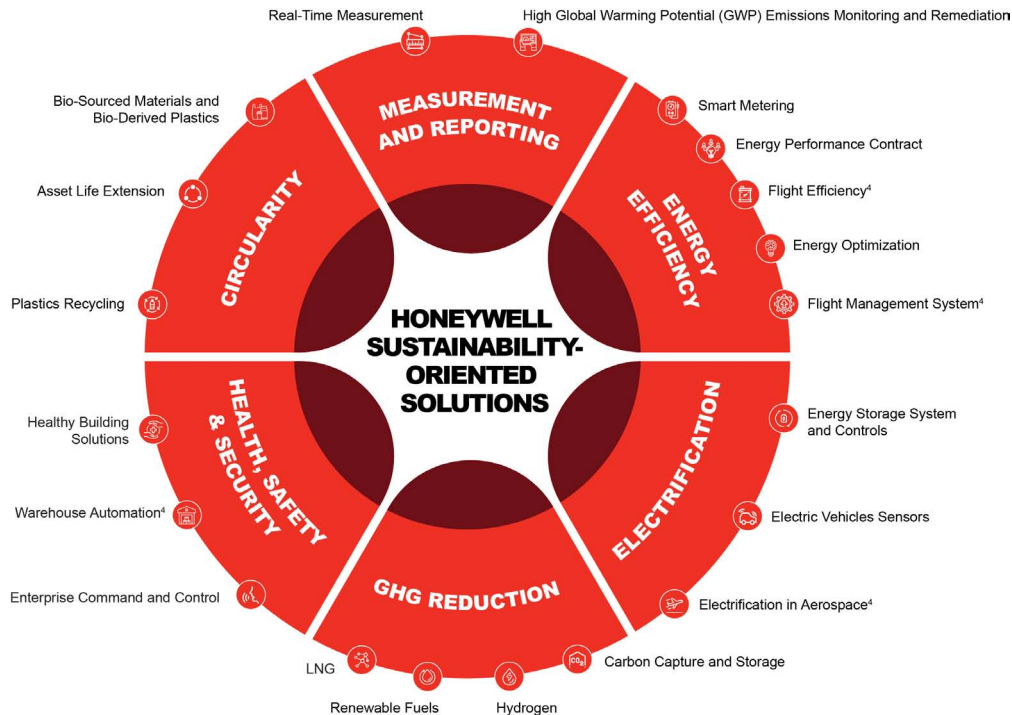 Real-Time Measurement
High Global Warming Potential (GWP) Emissions Monitoring and Remediation
MEASUREMENT
AND REPORTING
Smart Metering
Energy Performance Contract
Flight Efficiency⁴
Energy Optimization
Flight Management System⁴
ENERGY
EFFICIENCY
Energy Storage System
and Controls
Electric Vehicles Sensors
Electrification in Aerospace⁴
ELECTRIFICATION
Carbon Capture and Storage
CO₂
Hydrogen
Renewable Fuels
LNG
GHG REDUCTION
Enterprise Command and Control
Warehouse Automation⁴
Healthy Building
Solutions
HEALTH, SAFETY
& SECURITY
Plastics Recycling
Asset Life Extension
Bio-Sourced Materials and
Bio-Derived Plastics
CIRCULARITY
HONEYWELL
SUSTAINABILITY-
ORIENTED
SOLUTIONS